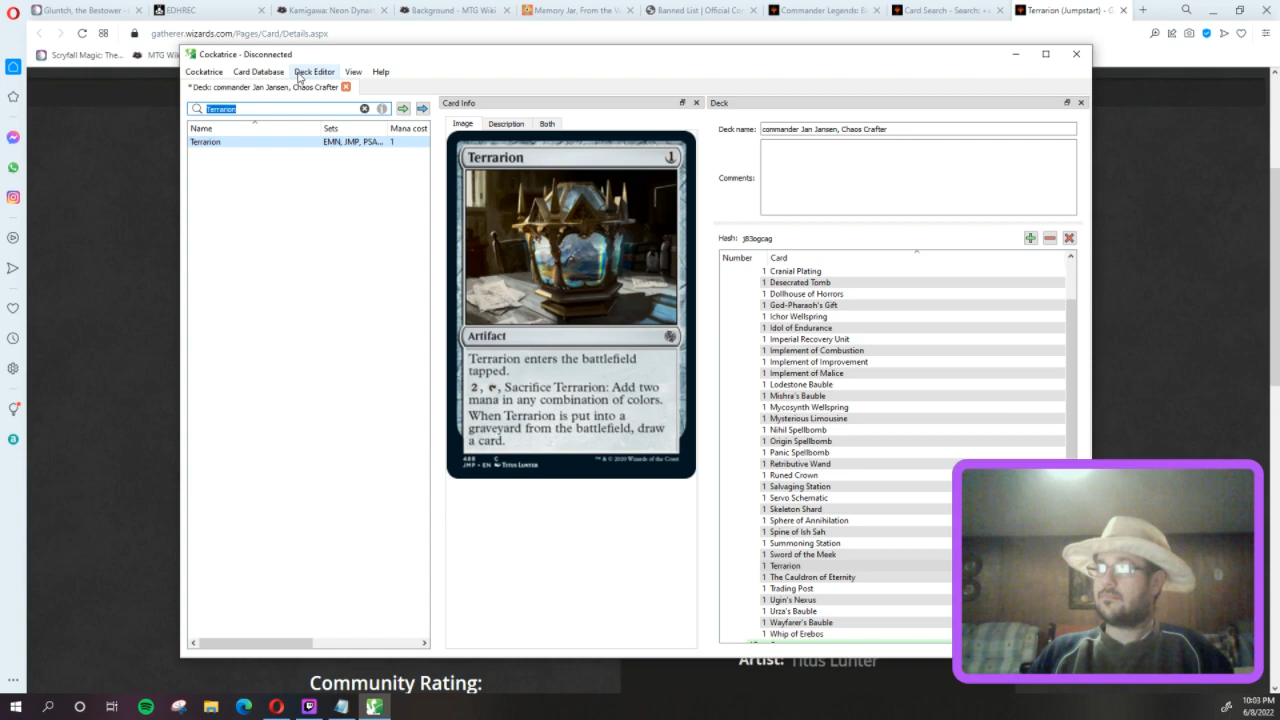 Gluntch, the Bestower -
EDHREC
Kamigawa: Neon Dynast
Background - MTG Wiki
Memory Jar, From the V
Banned List | Official Co
Commander Legends: B
Card Search - Search: +
Terrarion (Jumpstart) - G
gatherer.wizards.com/Pages/Card/Details.aspx
Scryfall Magic: The...
MTG Wi
Cockatrice - Disconnected
Cockatrice
Card Database
Deck Editor
View
Help
* Deck: commander Jan Jansen, Chaos Crafter
Terrarion
Name
Sets
Mana cost
Terrarion
EMN, JMP, PSA...
1
Card Info
Image
Description
Both
Terrarion
1
Artifact
Terrarion enters the battlefield
tapped.
2, , Sacrifice Terrarion: Add two
mana in any combination of colors.
When Terrarion is put into a
graveyard from the battlefield, draw
a card.
488 C
JMP • EN TITUS LUNTER
™ & © 2020 Wizards of the Coast
Deck
Deck name:
commander Jan Jansen, Chaos Crafter
Comments:
Hash:
j83ogcag
Number
Card
1 Cranial Plating
1 Desecrated Tomb
1 Dollhouse of Horrors
1 God-Pharaoh's Gift
1 Ichor Wellspring
1 Idol of Endurance
1 Imperial Recovery Unit
1 Implement of Combustion
1 Implement of Improvement
1 Implement of Malice
1 Lodestone Bauble
1 Mishra's Bauble
1 Mycosynth Wellspring
1 Mysterious Limousine
1 Nihil Spellbomb
1 Origin Spellbomb
1 Panic Spellbomb
1 Retributive Wand
1 Runed Crown
1 Salvaging Station
1 Servo Schematic
1 Skeleton Shard
1 Sphere of Annihilation
1 Spine of Ish Sah
1 Summoning Station
1 Sword of the Meek
1 Terrarion
1 The Cauldron of Eternity
1 Trading Post
1 Ugin's Nexus
1 Urza's Bauble
1 Wayfarer's Bauble
1 Whip of Erebos
Artist: Titus Lunter
Community Rating:
10:03 PM
6/8/2022